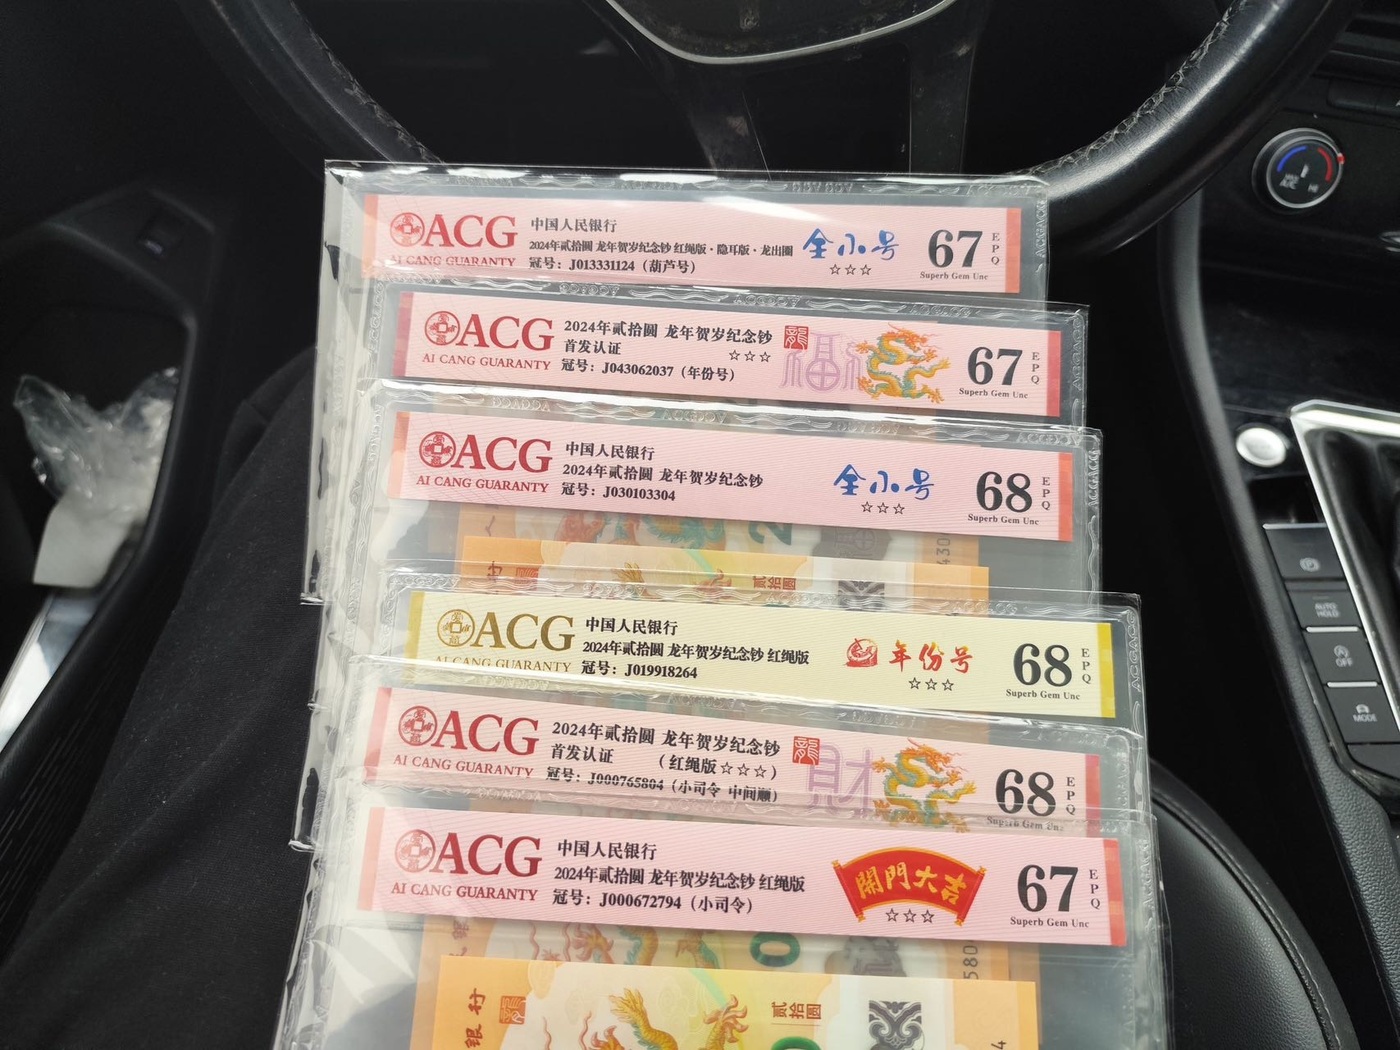 ACG
AI CANG GUARANTY
中国人民银行
2024年贰拾圆 龙年贺岁纪念钞 红绳版·隐耳版·龙出圈
冠号：J013331124（葫芦号）
全小号
☆☆☆
67
EPQ
Superb Gem Unc
ACG
AI CANG GUARANTY
2024年贰拾圆 龙年贺岁纪念钞
首发认证 ☆☆☆
冠号：J043062037（年份号）
龍
福
67
EPQ
Superb Gem Unc
ACG
AI CANG GUARANTY
中国人民银行
2024年贰拾圆 龙年贺岁纪念钞
冠号：J030103304
全小号
☆☆☆
68
EPQ
Superb Gem Unc
贰拾圆
ACG
AI CANG GUARANTY
中国人民银行
2024年贰拾圆 龙年贺岁纪念钞 红绳版
冠号：J019918264
年份号
☆☆☆
68
EPQ
Superb Gem Unc
ACG
AI CANG GUARANTY
2024年贰拾圆 龙年贺岁纪念钞
首发认证 （红绳版☆☆☆）
冠号：J000765804（小司令 中间顺）
龍
財
68
EPQ
Superb Gem Unc
ACG
AI CANG GUARANTY
中国人民银行
2024年贰拾圆 龙年贺岁纪念钞 红绳版
冠号：J000672794（小司令）
開門大吉
☆☆☆
67
EPQ
Superb Gem Unc
银行
贰拾圆
AUTO HOLD
OFF
MODE